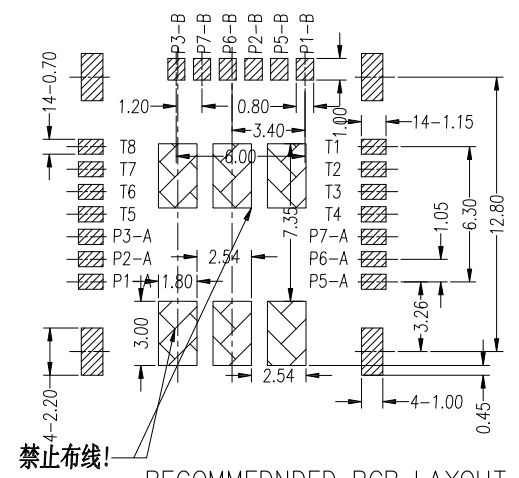 P3-B
P7-B
P6-B
P2-B
P5-B
P1-B
14-0.70
1.20
0.80
1.00
14-1.15
3.40
6.00
T8
T7
T6
T5
P3-A
P2-A
P1-A
T1
T2
T3
T4
P7-A
P6-A
P5-A
7.35
1.05
6.30
12.80
2.54
1.80
3.00
3.26
2.54
4-2.20
4-1.00
0.45
禁止布线!
RECOMMEDNDED PCB LAYOUT